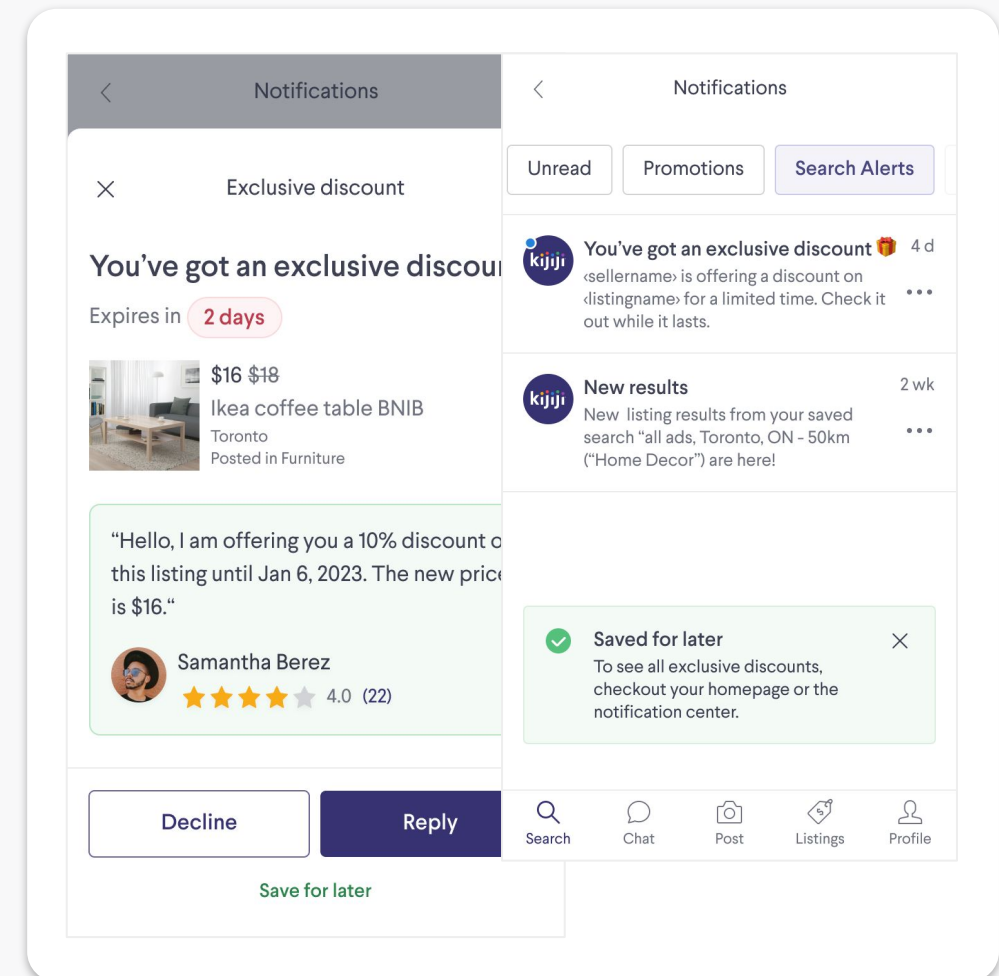 Notifications
Exclusive discount
You've got an exclusive discou
Expires in 2 days
$16 $18
Ikea coffee table BNIB
Toronto
Posted in Furniture
“Hello, I am offering you a 10% discount o
this listing until Jan 6, 2023. The new price
is $16.“
Samantha Berez
4.0 (22)
Decline
Reply
Save for later
Notifications
Unread
Promotions
Search Alerts
kijiji
You've got an exclusive discount 🎁 4 d
‹sellername› is offering a discount on
‹listingname› for a limited time. Check it
out while it lasts.
kijiji
New results 2 wk
New listing results from your saved
search “all ads, Toronto, ON - 50km
(“Home Decor”) are here!
Saved for later
To see all exclusive discounts,
checkout your homepage or the
notification center.
Search
Chat
Post
Listings
Profile